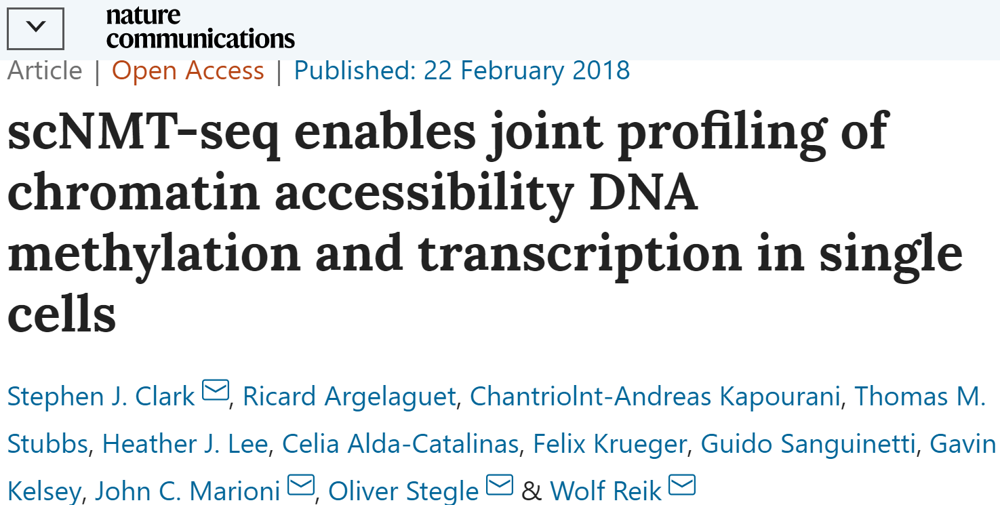 nature
communications
Article | Open Access | Published: 22 February 2018
scNMT-seq enables joint profiling of
chromatin accessibility DNA
methylation and transcription in single
cells
Stephen J. Clark, Ricard Argelaguet, Chantriolnt-Andreas Kapourani, Thomas M.
Stubbs, Heather J. Lee, Celia Alda-Catalinas, Felix Krueger, Guido Sanguinetti, Gavin
Kelsey, John C. Marioni, Oliver Stegle & Wolf Reik